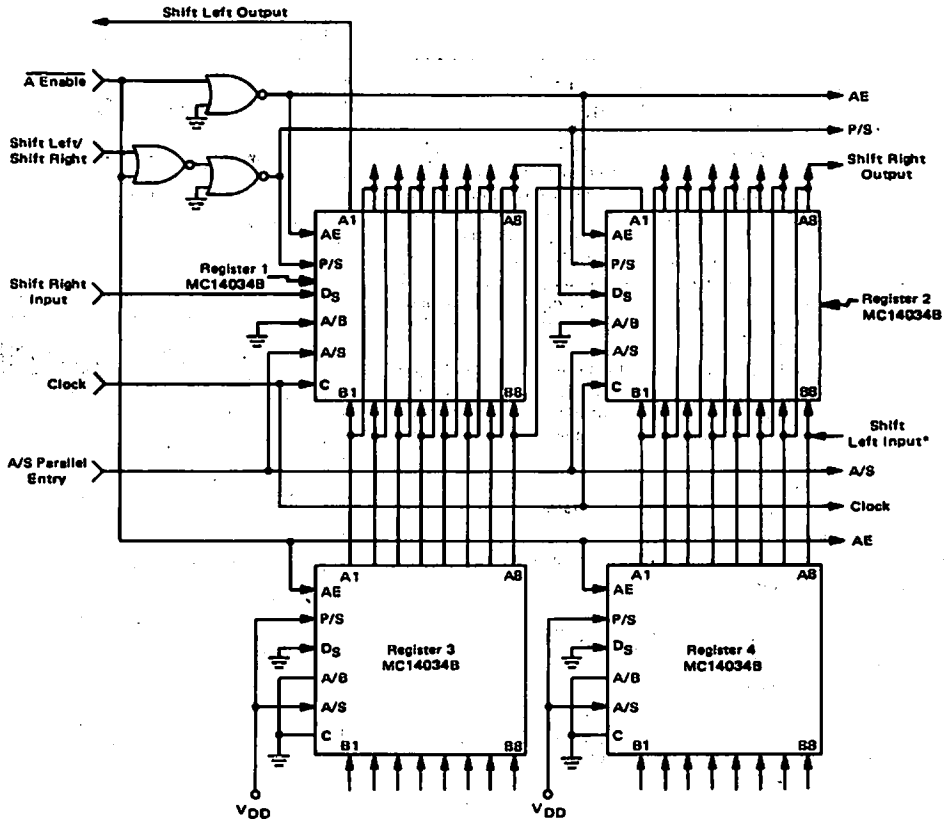 Shift Left Output
A Enable
AE
Shift Left/
Shift Right
P/S
Shift Right
Output
A1
A8
A1
A8
AE
AE
P/S
P/S
Register 1
MC14034B
Shift Right
Input
DS
DS
Register 2
MC14034B
A/B
A/B
A/S
A/S
Clock
C
C
B1
B8
B1
B8
Shift
Left Input*
A/S Parallel
Entry
A/S
Clock
AE
A1
A8
A1
A8
AE
AE
P/S
P/S
DS
Register 3
MC14034B
DS
Register 4
MC14034B
A/B
A/B
A/S
A/S
C
C
B1
B8
B1
B8
VDD
VDD